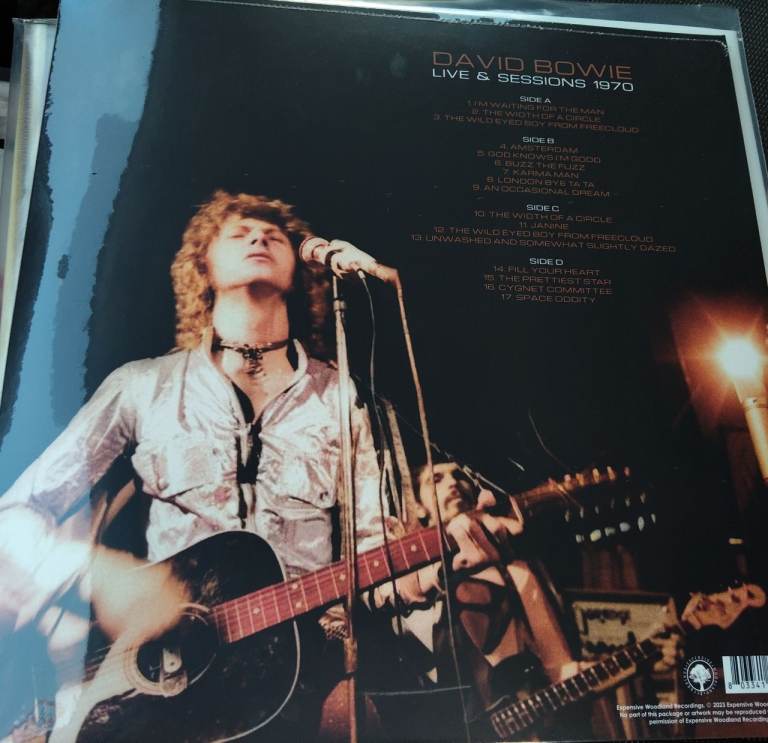 DAVID BOWIE
LIVE & SESSIONS 1970
SIDE A
1. I'M WAITING FOR THE MAN
2. THE WIDTH OF A CIRCLE
3. THE WILD EYED BOY FROM FREECLOUD
SIDE B
4. AMSTERDAM
5. GOD KNOWS I'M GOOD
6. BUZZ THE FUZZ
7. KARMA MAN
8. LONDON BYE TA TA
9. AN OCCASIONAL DREAM
SIDE C
10. THE WIDTH OF A CIRCLE
11. JANINE
12. THE WILD EYED BOY FROM FREECLOUD
13. UNWASHED AND SOMEWHAT SLIGHTLY DAZED
SIDE D
14. FILL YOUR HEART
15. THE PRETTIEST STAR
16. CYGNET COMMITTEE
17. SPACE ODDITY
8 03341
Expensive Woodland Recordings. © 2023 Expensive Wood
No part of this package or artwork may be reproduced
permission of Expensive Woodland Recording